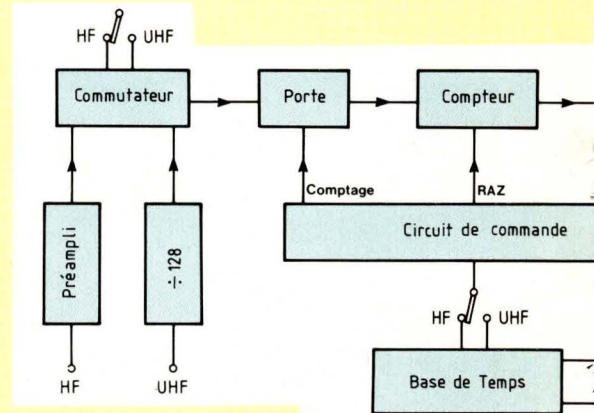 HF UHF
Commutateur
Porte
Compteur
Comptage
RAZ
Circuit de commande
Préampli
÷128
HF UHF
HF
UHF
Base de Temps